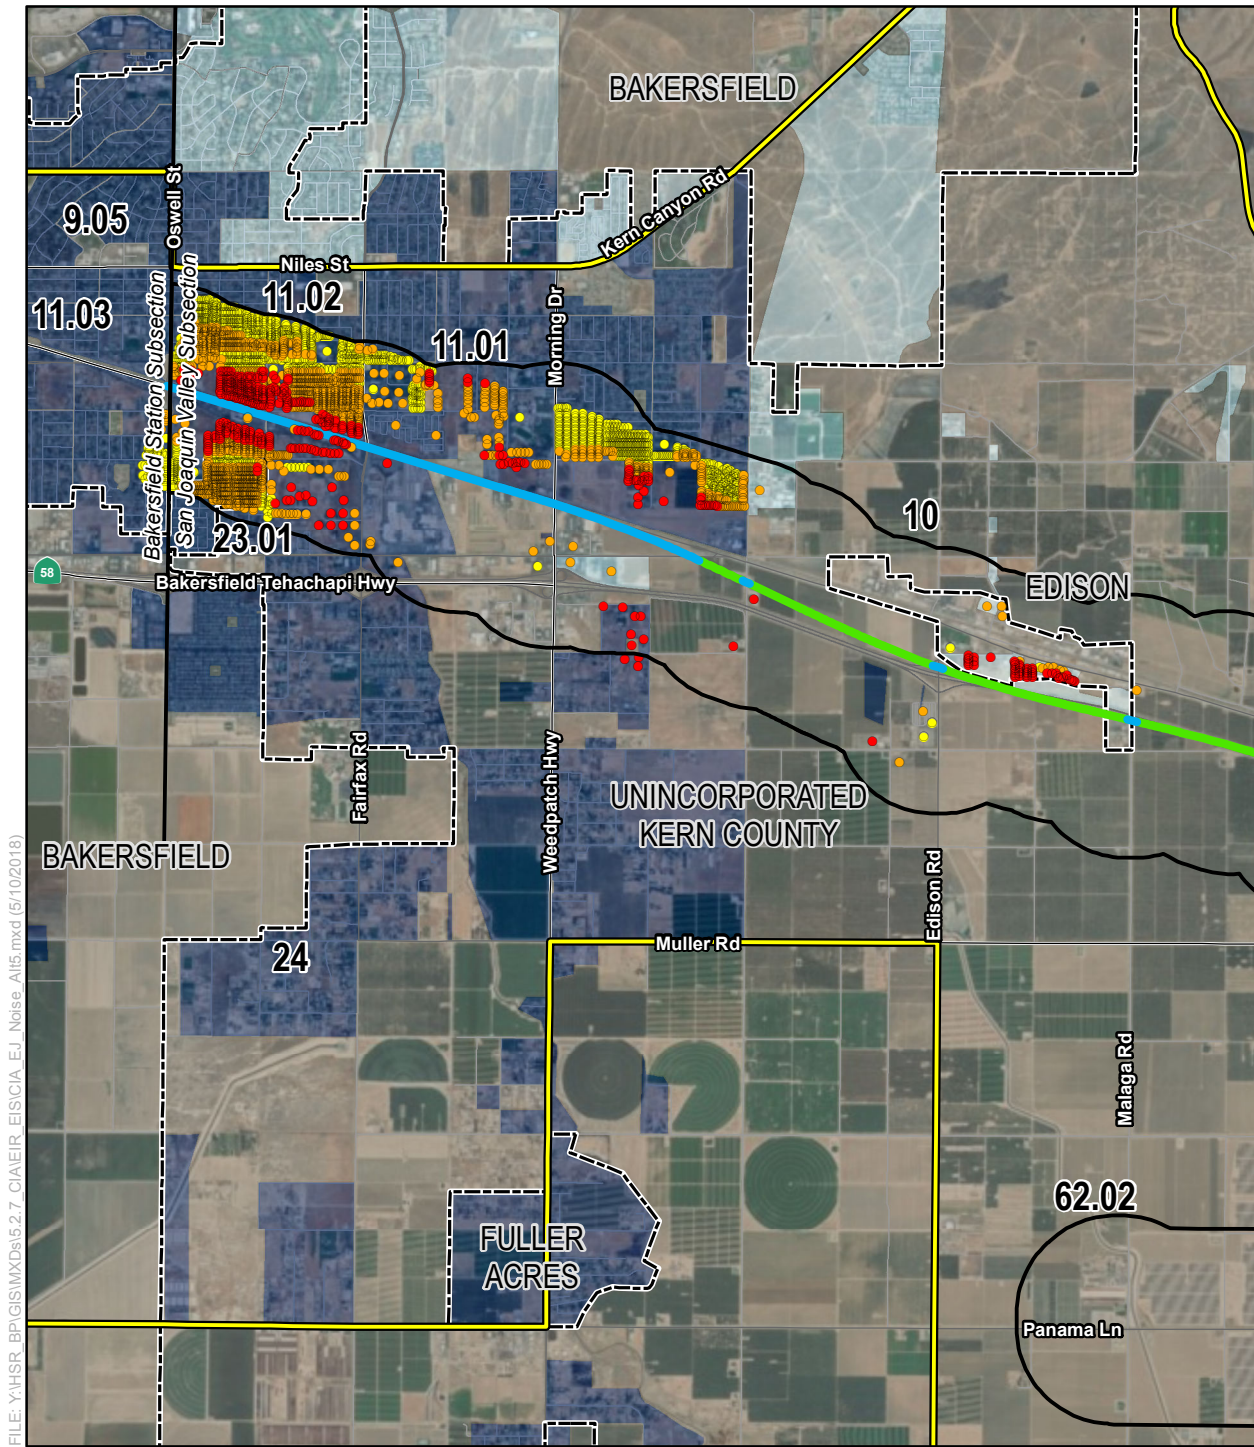 BAKERSFIELD
Oswell St
9.05
Kern Canyon Rd
Niles St
11.02
11.03
Bakersfield Station Subsection
San Joaquin Valley Subsection
11.01
Morning Dr
10
23.01
58
Bakersfield Tehachapi Hwy
EDISON
Fairfax Rd
Weedpatch Hwy
UNINCORPORATED
KERN COUNTY
BAKERSFIELD
Edison Rd
Muller Rd
24
Malaga Rd
62.02
FULLER
ACRES
Panama Ln
FILE: Y:\HSR_BP\GIS\MXDs\5.2.7_CIA\EIR_EIS\CIA_EJ_Noise_Alt5.mxd (5/10/2018)